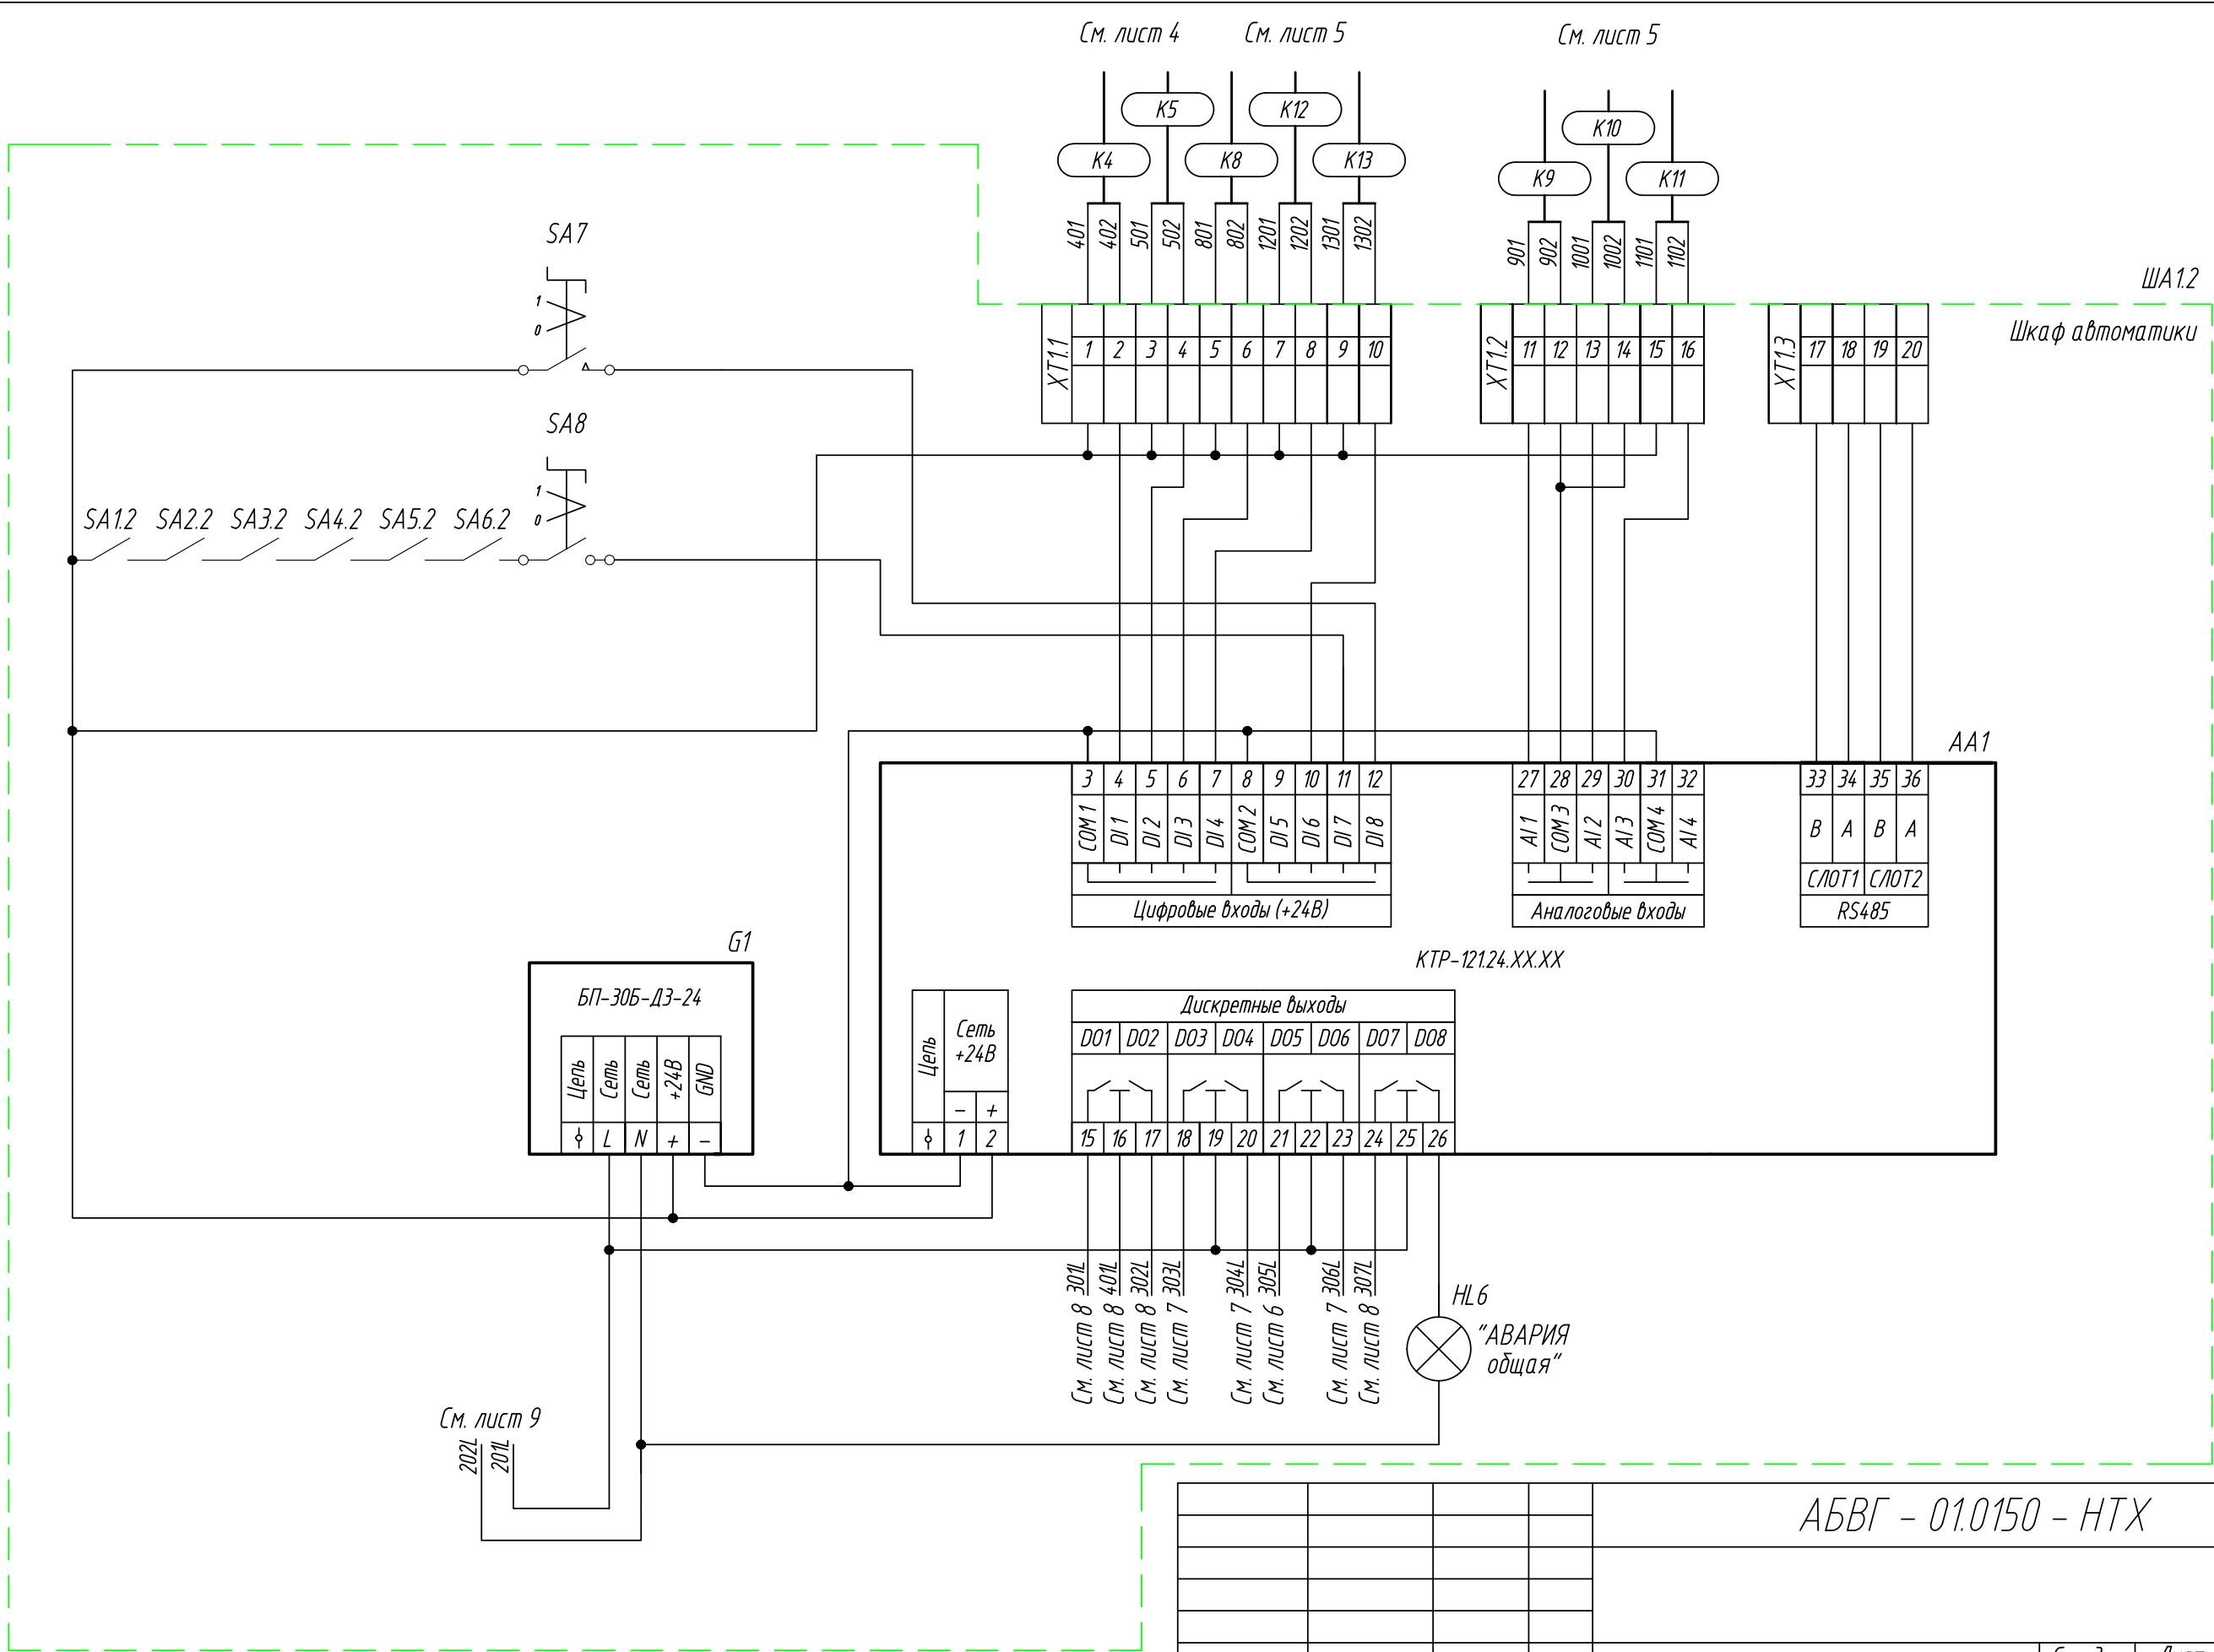 См. лист 4
См. лист 5
См. лист 5
К5
К12
К10
К4
К8
К13
К9
К11
401
402
501
502
801
802
1201
1202
1301
1302
901
902
1001
1002
1101
1102
ША1.2
Шкаф автоматики
SA7
1
0
XT1.1
1 2 3 4 5 6 7 8 9 10
XT1.2
11 12 13 14 15 16
XT1.3
17 18 19 20
SA8
1
0
SA1.2 SA2.2 SA3.2 SA4.2 SA5.2 SA6.2
AA1
3 4 5 6 7 8 9 10 11 12
COM 1
DI 1
DI 2
DI 3
DI 4
COM 2
DI 5
DI 6
DI 7
DI 8
Цифровые входы (+24В)
27 28 29 30 31 32
AI 1
COM 3
AI 2
AI 3
COM 4
AI 4
Аналоговые входы
33 34 35 36
B A B A
СЛОТ1 СЛОТ2
RS485
КТР-121.24.ХХ.ХХ
G1
БП-30Б-Д3-24
Цепь
Сеть
Сеть
+24В
GND
L N + −
Цепь
Сеть
+24В
− +
1 2
Дискретные выходы
DO1 DO2 DO3 DO4 DO5 DO6 DO7 DO8
15 16 17 18 19 20 21 22 23 24 25 26
См. лист 8 301L
См. лист 8 401L
См. лист 8 302L
См. лист 7 303L
См. лист 7 304L
См. лист 6 305L
См. лист 7 306L
См. лист 8 307L
HL6
"АВАРИЯ
общая"
См. лист 9
202L
201L
АБВГ - 01.0150 - НТХ